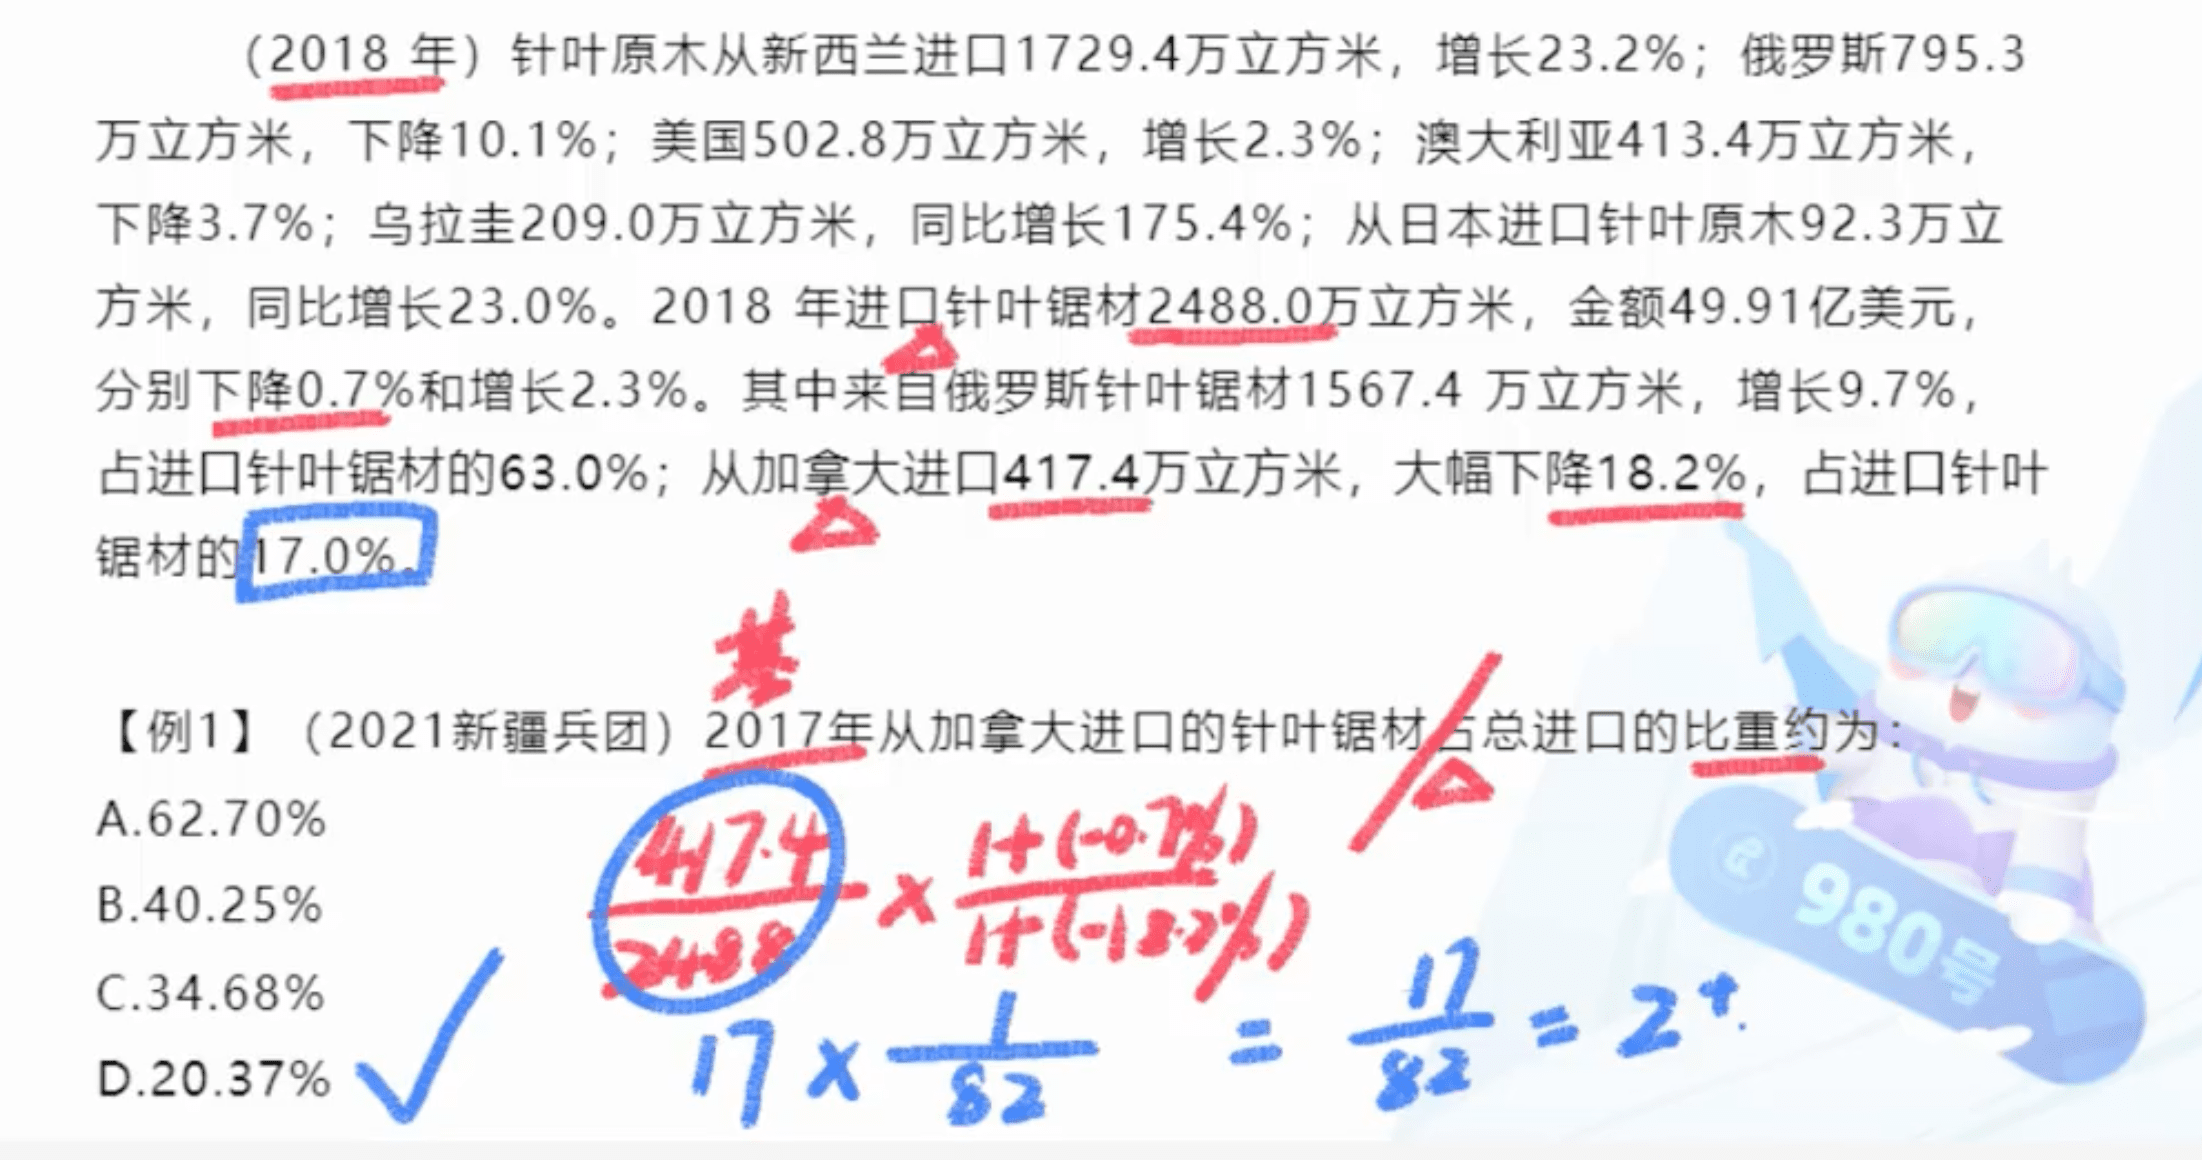 （2018 年）针叶原木从新西兰进口1729.4万立方米，增长23.2%；俄罗斯795.3
万立方米，下降10.1%；美国502.8万立方米，增长2.3%；澳大利亚413.4万立方米，
下降3.7%；乌拉圭209.0万立方米，同比增长175.4%；从日本进口针叶原木92.3万立
方米，同比增长23.0%。2018 年进口针叶锯材2488.0万立方米，金额49.91亿美元，
分别下降0.7%和增长2.3%。其中来自俄罗斯针叶锯材1567.4 万立方米，增长9.7%，
占进口针叶锯材的63.0%；从加拿大进口417.4万立方米，大幅下降18.2%，占进口针叶
锯材的17.0%。
基
【例1】（2021新疆兵团）2017年从加拿大进口的针叶锯材占总进口的比重约为：
A.62.70%
B.40.25%
C.34.68%
D.20.37%
417.4/2488 × 1+(-0.7%)/1+(-18.2%)
17 × 1/82 = 17/82 = 2⁺.
980号